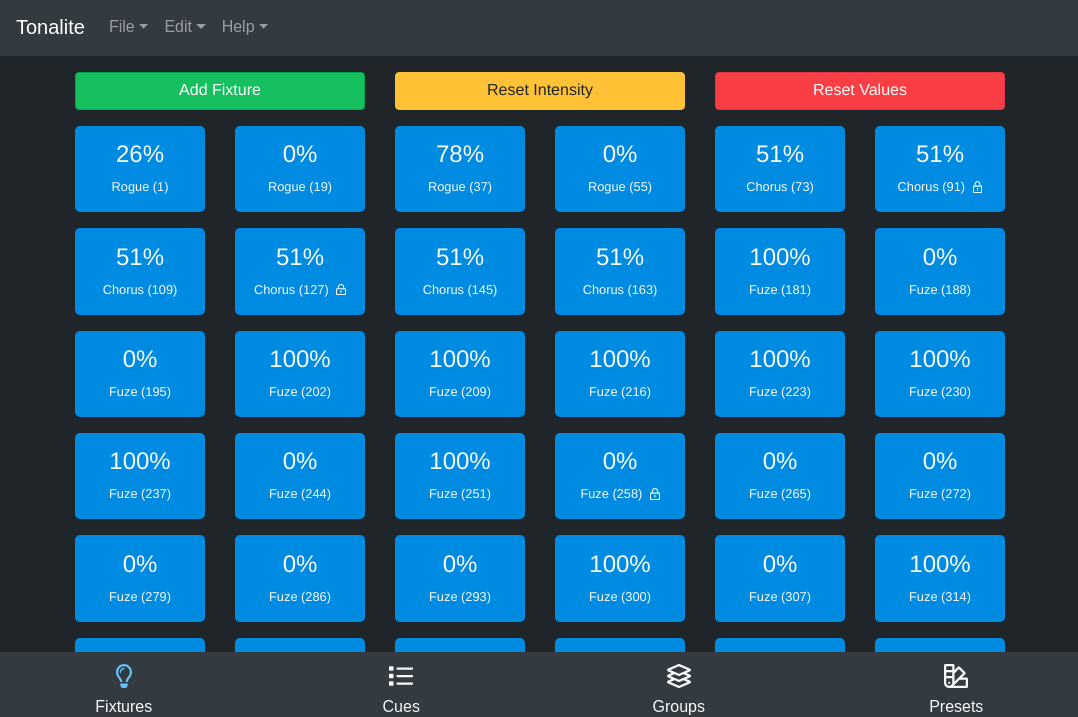 Tonalite File Edit Help
Add Fixture Reset Intensity Reset Values
26% 0% 78% 0% 51% 51%
Rogue (1) Rogue (19) Rogue (37) Rogue (55) Chorus (73) Chorus (91)
51% 51% 51% 51% 100% 0%
Chorus (109) Chorus (127) Chorus (145) Chorus (163) Fuze (181) Fuze (188)
0% 100% 100% 100% 100% 100%
Fuze (195) Fuze (202) Fuze (209) Fuze (216) Fuze (223) Fuze (230)
100% 0% 100% 0% 0% 0%
Fuze (237) Fuze (244) Fuze (251) Fuze (258) Fuze (265) Fuze (272)
0% 0% 0% 100% 0% 100%
Fuze (279) Fuze (286) Fuze (293) Fuze (300) Fuze (307) Fuze (314)
Fixtures Cues Groups Presets